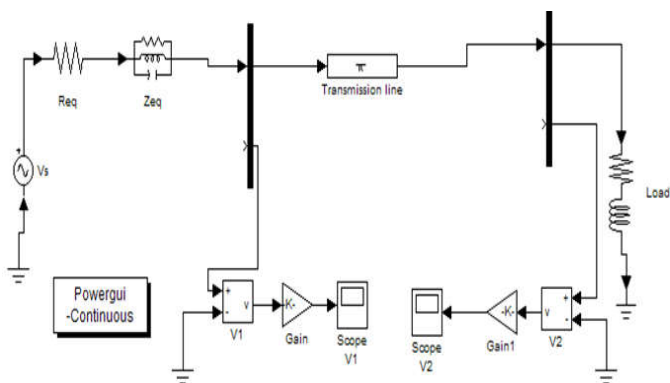 Req
Zeq
Transmission line
π
+
Vs
Load
Powergui
-Continuous
+
-
v
V1
K-
Gain
Scope
V1
Scope
V2
-K-
Gain1
+
-
v
V2